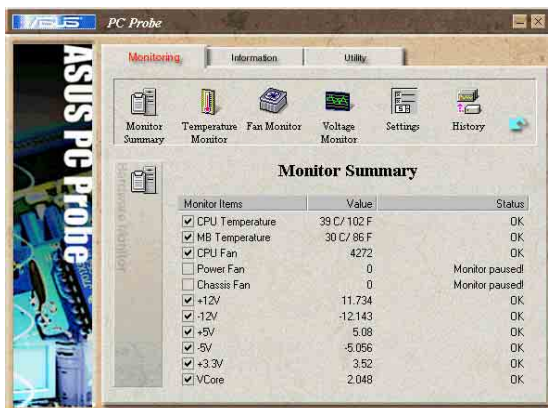 ASUS PC Probe
Monitoring Information Utility
Monitor Summary
Temperature Monitor
Fan Monitor
Voltage Monitor
Settings
History
ASUS PC Probe
Hardware Monitor
Monitor Summary
Monitor Items Value Status
CPU Temperature 39 C/ 102 F OK
MB Temperature 30 C/ 86 F OK
CPU Fan 4272 OK
Power Fan 0 Monitor paused!
Chassis Fan 0 Monitor paused!
+12V 11.734 OK
-12V -12.143 OK
+5V 5.08 OK
-5V -5.056 OK
+3.3V 3.52 OK
VCore 2.048 OK